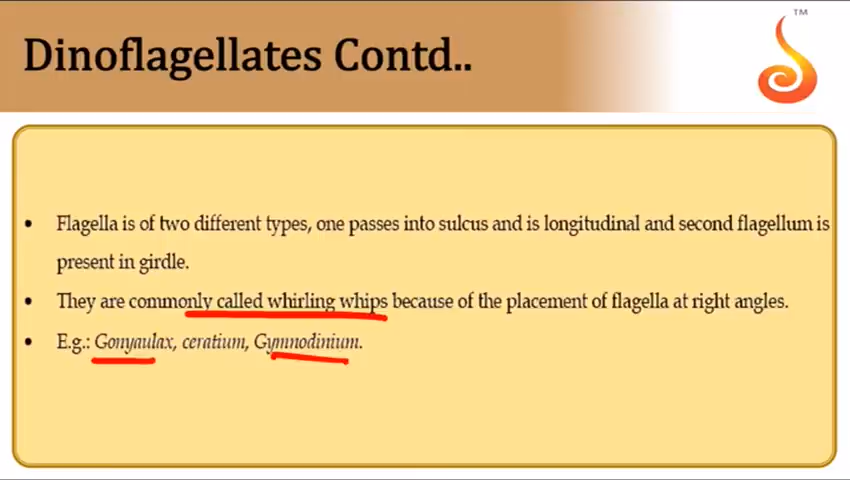 TM
Dinoflagellates Contd..
• Flagella is of two different types, one passes into sulcus and is longitudinal and second flagellum is
present in girdle.
• They are commonly called whirling whips because of the placement of flagella at right angles.
• E.g.: Gonyaulax, ceratium, Gymnodinium.